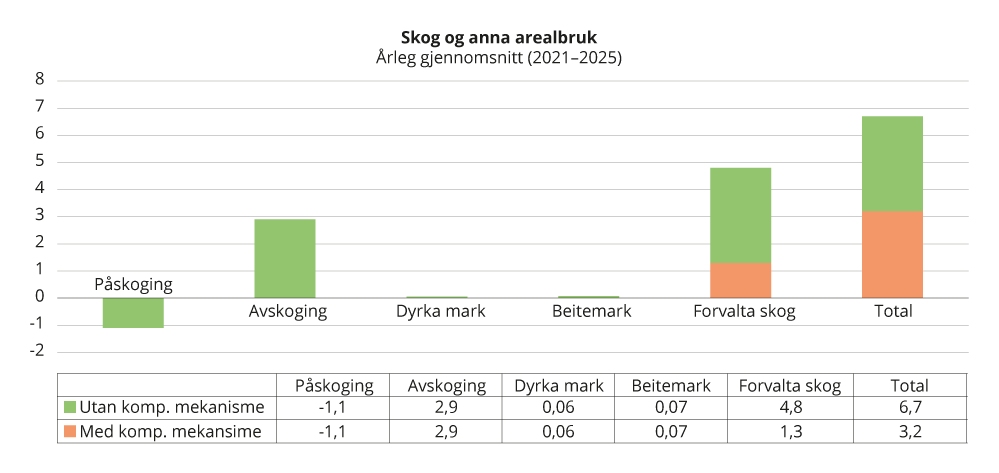 Skog og anna arealbruk
Årleg gjennomsnitt (2021–2025)
8
7
6
5
4
3
2
1
0
-1
-2
Påskoging
Avskoging
Dyrka mark
Beitemark
Forvalta skog
Total
Påskoging Avskoging Dyrka mark Beitemark Forvalta skog Total
Utan komp. mekanisme -1,1 2,9 0,06 0,07 4,8 6,7
Med komp. mekansime -1,1 2,9 0,06 0,07 1,3 3,2